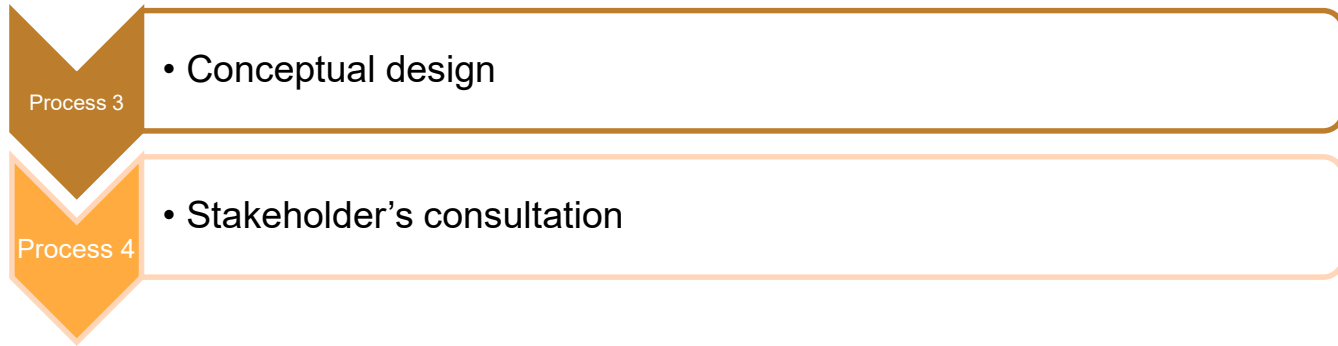 Process 3
• Conceptual design
Process 4
• Stakeholder’s consultation